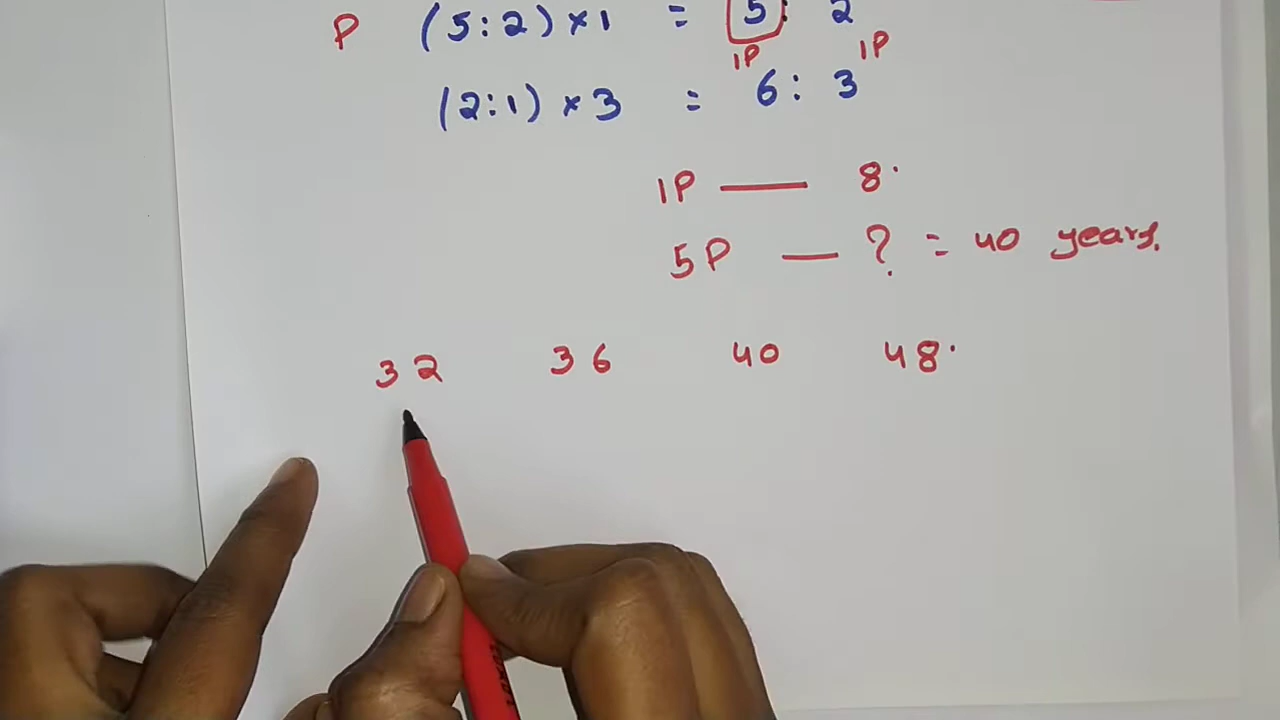 P (5:2) × 1 = 5: 2
1P 1P
(2:1) × 3 = 6: 3
1P — 8.
5P — ? = 40 years.
32 36 40 48.